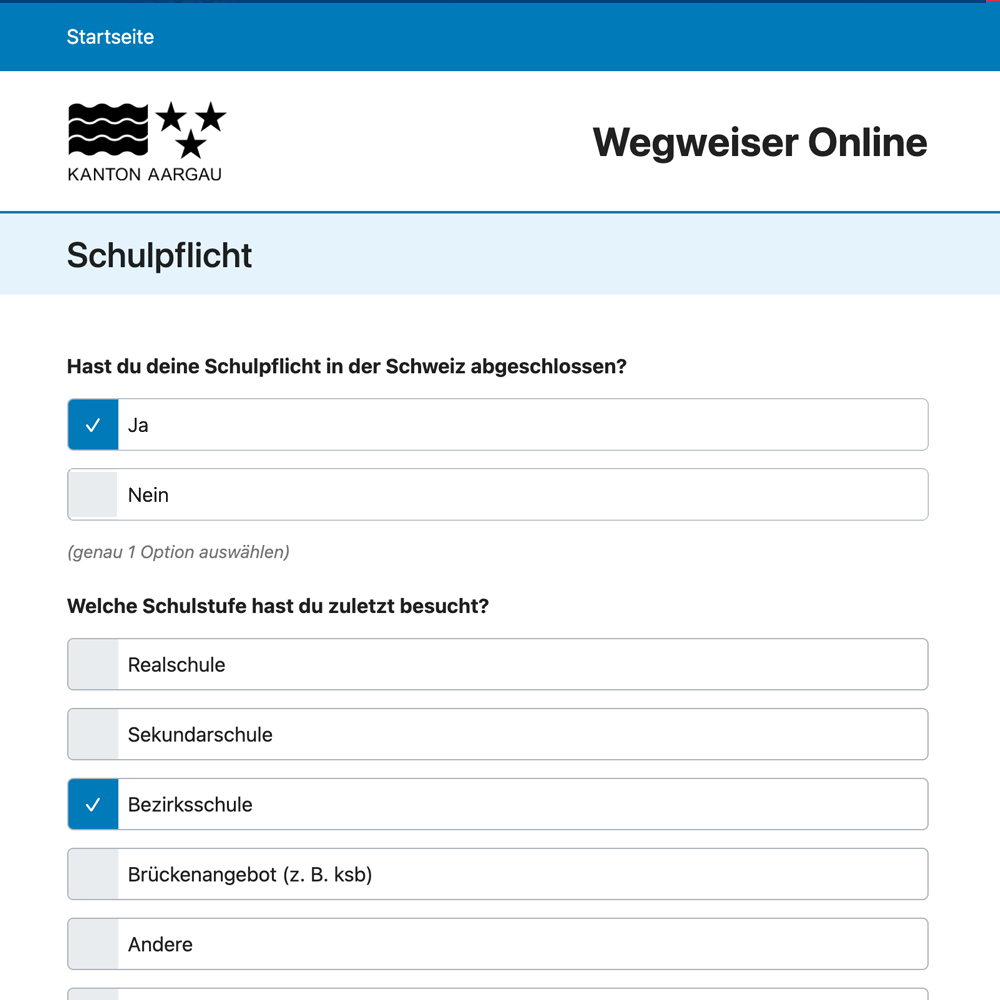 Startseite
KANTON AARGAU
Wegweiser Online
Schulpflicht
Hast du deine Schulpflicht in der Schweiz abgeschlossen?
Ja
Nein
(genau 1 Option auswählen)
Welche Schulstufe hast du zuletzt besucht?
Realschule
Sekundarschule
Bezirksschule
Brückenangebot (z. B. ksb)
Andere